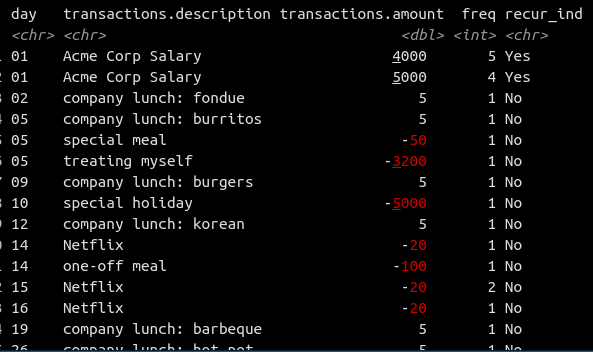 day transactions.description transactions.amount freq recur_ind
<chr> <chr> <dbl> <int> <chr>
01 Acme Corp Salary 4000 5 Yes
01 Acme Corp Salary 5000 4 Yes
02 company lunch: fondue 5 1 No
05 company lunch: burritos 5 1 No
05 special meal -50 1 No
05 treating myself -3200 1 No
09 company lunch: burgers 5 1 No
10 special holiday -5000 1 No
12 company lunch: korean 5 1 No
14 Netflix -20 1 No
14 one-off meal -100 1 No
15 Netflix -20 2 No
16 Netflix -20 1 No
19 company lunch: barbeque 5 1 No
26 company lunch: hot pot 5 1 No